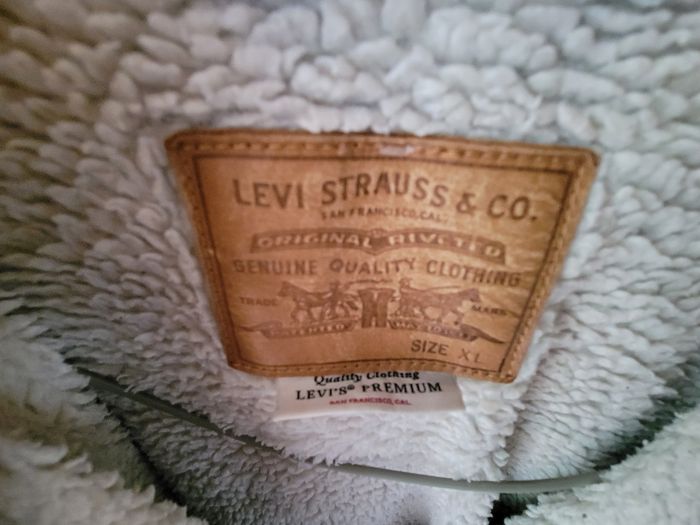 LEVI STRAUSS & CO.
SAN FRANCISCO, CAL.
ORIGINAL RIVETED
GENUINE QUALITY CLOTHING
TRADE MARK
SIZE XL
Quality Clothing
LEVI'S® PREMIUM
SAN FRANCISCO, CAL.